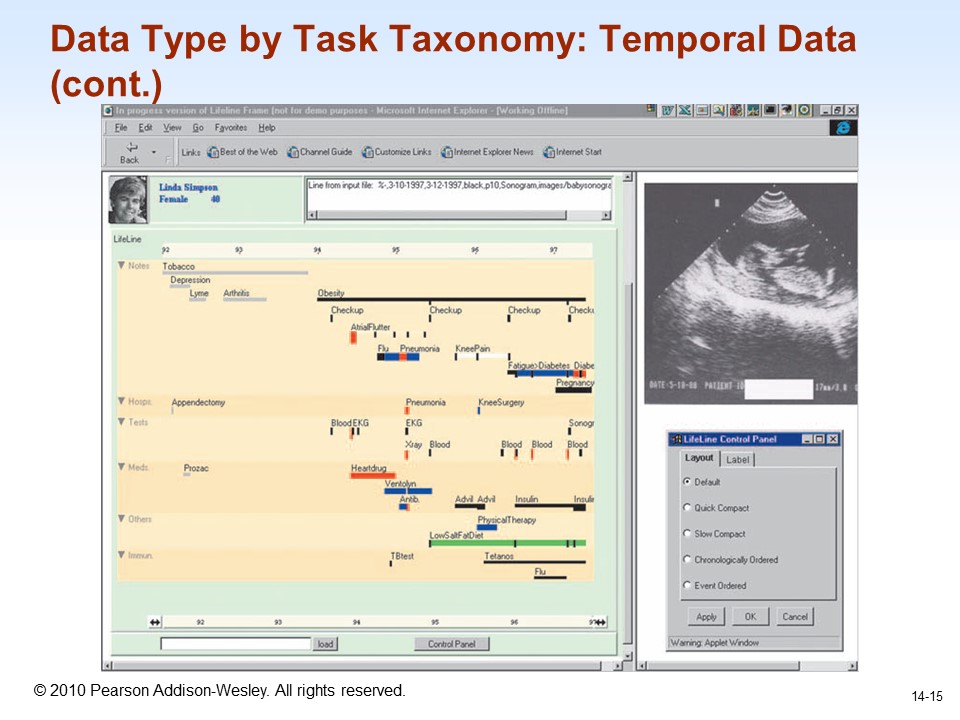 Data Type by Task Taxonomy: Temporal Data
(cont.)
In progress version of Lifeline Frame (not for demo purposes - Microsoft Internet Explorer - [Working Offline]
File Edit View Go Favorites Help
Back Links Best of the Web Channel Guide Customize Links Internet Explorer News Internet Start
Linda Simpson
Female 40
Line from input file: %-,3-10-1997,3-12-1997,black,p10,Sonogram,images/babysonogra
LifeLine
92 93 94 95 96 97
Notes Tobacco
Depression
Lyme Arthritis Obesity
Checkup Checkup Checkup Checku
AtrialFlutter
Flu Pneumonia KneePain
Fatigue>Diabetes Diabe
Pregnancy
Hosps. Appendectomy Pneumonia KneeSurgery
Tests Blood EKG EKG Sonogr
Xray Blood Blood Blood Blood
Meds. Prozac Heartdrug
Ventolyn
Antib. Advil Advil Insulin Insulin
Others PhysicalTherapy
LowSaltFatDiet
Immun. TBtest Tetanos
Flu
92 93 94 95 96 97
load Control Panel
PATIENT ID
LifeLine Control Panel
Layout Label
Default
Quick Compact
Slow Compact
Chronologically Ordered
Event Ordered
Apply OK Cancel
Warning: Applet Window
© 2010 Pearson Addison-Wesley. All rights reserved.
14-15